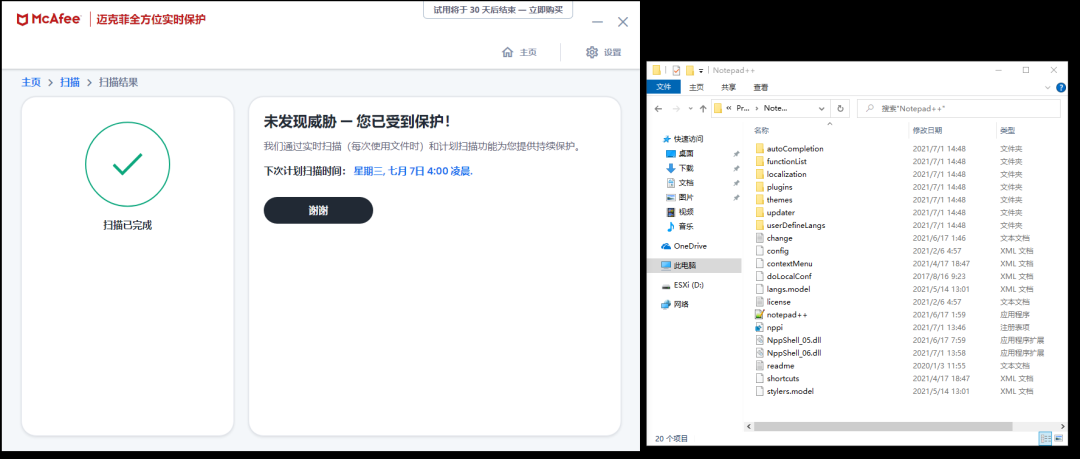 McAfee | 迈克菲全方位实时保护
试用将于 30 天后结束 — 立即购买
主页 设置
主页 > 扫描 > 扫描结果
扫描已完成
未发现威胁 — 您已受到保护!
我们通过实时扫描（每次使用文件时）和计划扫描功能为您提供持续保护。
下次计划扫描时间： 星期三, 七月 7日 4:00 凌晨.
谢谢
Notepad++
文件 主页 共享 查看
« Pr... > Note... 搜索"Notepad++"
快速访问
桌面
下载
文档
图片
视频
音乐
OneDrive
此电脑
ESXi (D:)
网络
名称 修改日期 类型
autoCompletion 2021/7/1 14:48 文件夹
functionList 2021/7/1 14:48 文件夹
localization 2021/7/1 14:48 文件夹
plugins 2021/7/1 14:48 文件夹
themes 2021/7/1 14:48 文件夹
updater 2021/7/1 14:48 文件夹
userDefineLangs 2021/7/1 14:48 文件夹
change 2021/6/17 1:46 文本文档
config 2021/2/6 4:57 XML 文档
contextMenu 2021/4/17 18:47 XML 文档
doLocalConf 2017/8/16 9:23 XML 文档
langs.model 2021/5/14 13:01 XML 文档
license 2021/2/6 4:57 文本文档
notepad++ 2021/6/17 1:59 应用程序
nppi 2021/7/1 13:46 注册表项
NppShell_05.dll 2021/6/17 7:59 应用程序扩展
NppShell_06.dll 2021/7/1 13:58 应用程序扩展
readme 2020/1/3 11:55 文本文档
shortcuts 2021/4/17 18:47 XML 文档
stylers.model 2021/5/14 13:01 XML 文档
20 个项目